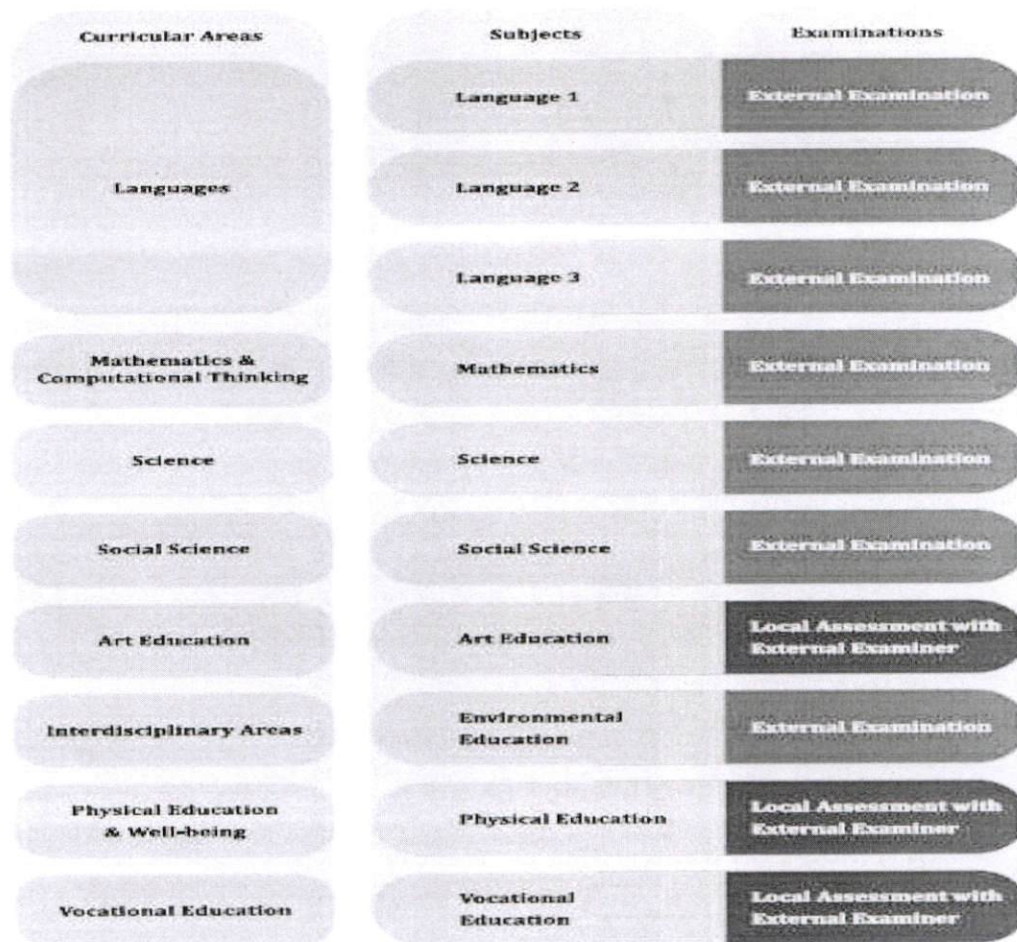 Curricular Areas Subjects Examinations
Language 1 External Examination
Languages Language 2 External Examination
Language 3 External Examination
Mathematics &
Computational Thinking Mathematics External Examination
Science Science External Examination
Social Science Social Science External Examination
Art Education Art Education Local Assessment with
External Examiner
Interdisciplinary Areas Environmental
Education External Examination
Physical Education
& Well-being Physical Education Local Assessment with
External Examiner
Vocational Education Vocational
Education Local Assessment with
External Examiner